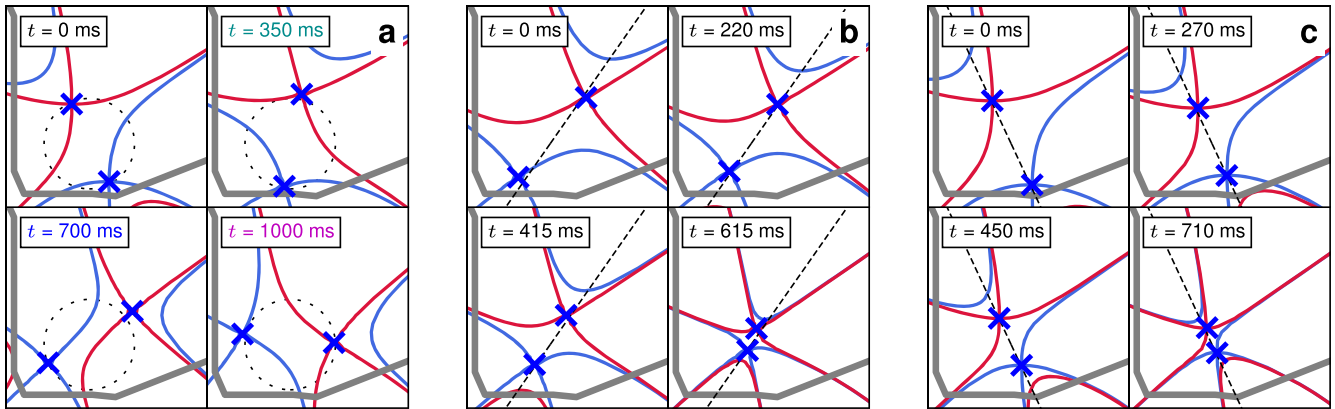 t = 0 ms
t = 350 ms
a
t = 700 ms
t = 1000 ms
t = 0 ms
t = 220 ms
b
t = 415 ms
t = 615 ms
t = 0 ms
t = 270 ms
c
t = 450 ms
t = 710 ms